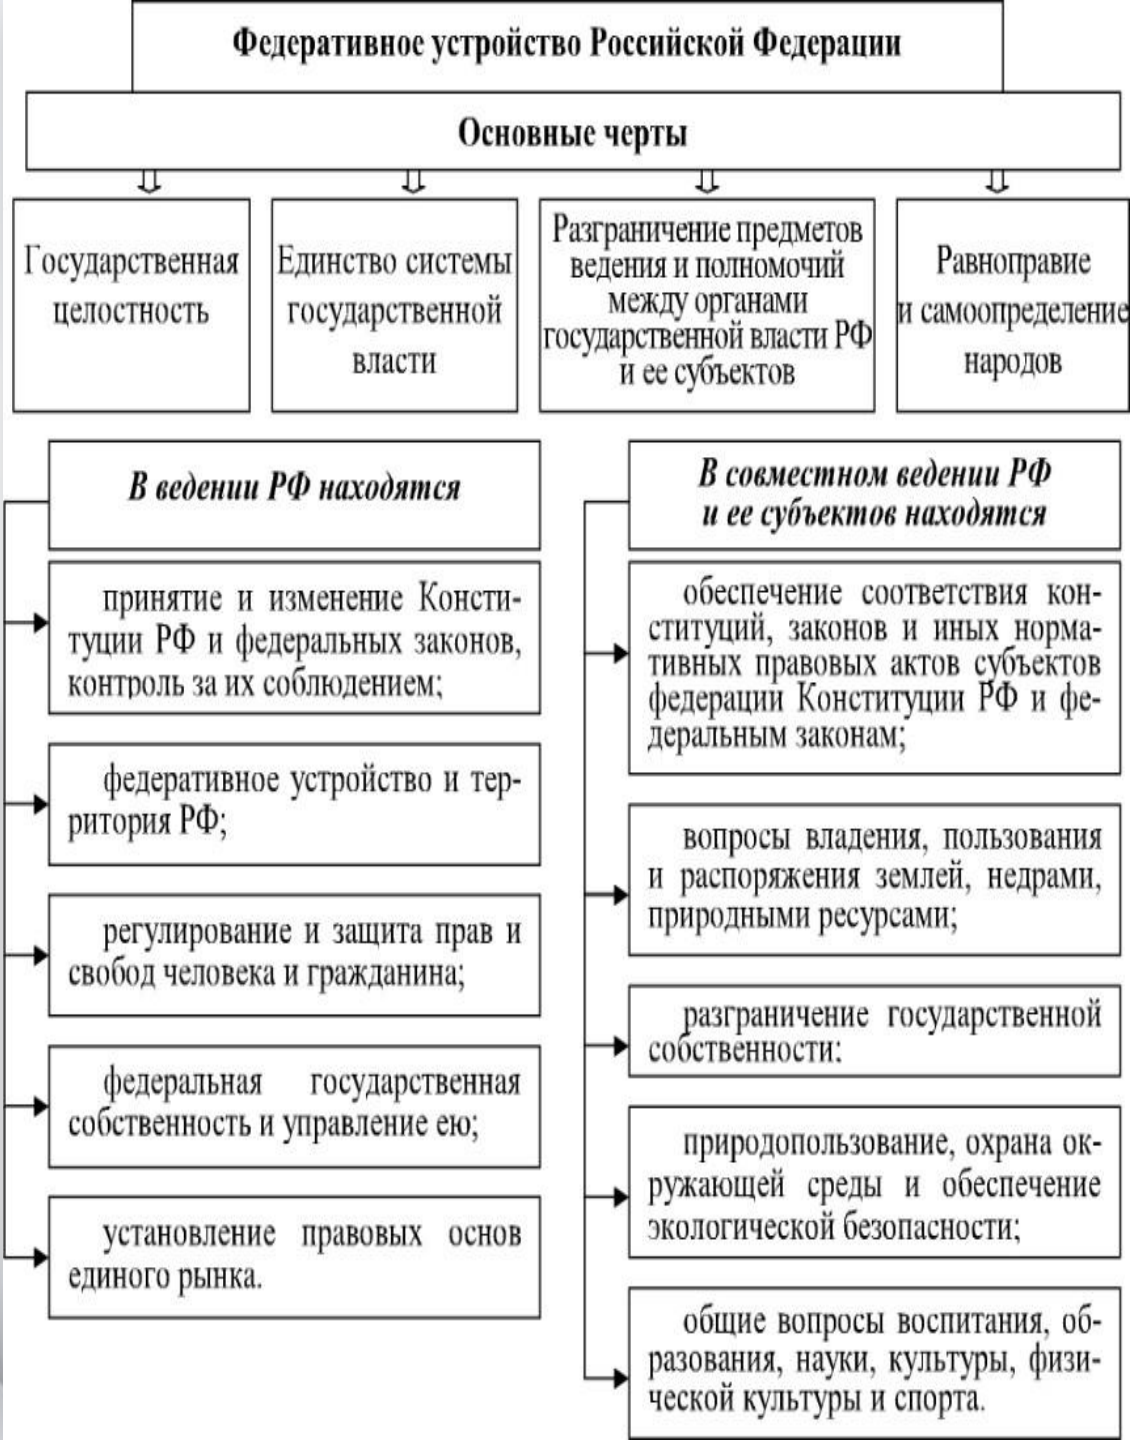 Федеративное устройство Российской Федерации
Основные черты
Государственная
целостность
Единство системы
государственной
власти
Разграничение предметов
ведения и полномочий
между органами
государственной власти РФ
и ее субъектов
Равноправие
и самоопределение
народов
В ведении РФ находятся
принятие и изменение Консти-
туции РФ и федеральных законов,
контроль за их соблюдением;
федеративное устройство и тер-
ритория РФ;
регулирование и защита прав и
свобод человека и гражданина;
федеральная государственная
собственность и управление ею;
установление правовых основ
единого рынка.
В совместном ведении РФ
и ее субъектов находятся
обеспечение соответствия кон-
ституций, законов и иных норма-
тивных правовых актов субъектов
федерации Конституции РФ и фе-
деральным законам;
вопросы владения, пользования
и распоряжения землей, недрами,
природными ресурсами;
разграничение государственной
собственности:
природопользование, охрана ок-
ружающей среды и обеспечение
экологической безопасности;
общие вопросы воспитания, об-
разования, науки, культуры, физи-
ческой культуры и спорта.